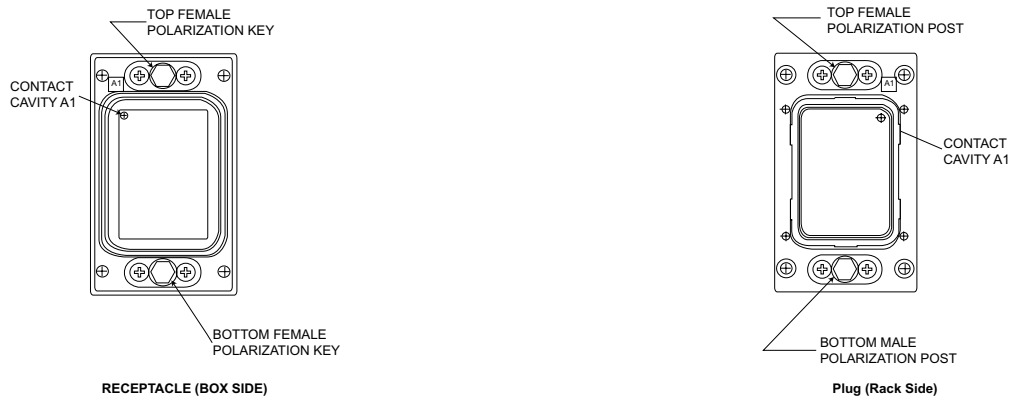 TOP FEMALE
POLARIZATION KEY
A1
CONTACT
CAVITY A1
BOTTOM FEMALE
POLARIZATION KEY
RECEPTACLE (BOX SIDE)
TOP FEMALE
POLARIZATION POST
A1
CONTACT
CAVITY A1
BOTTOM MALE
POLARIZATION POST
Plug (Rack Side)